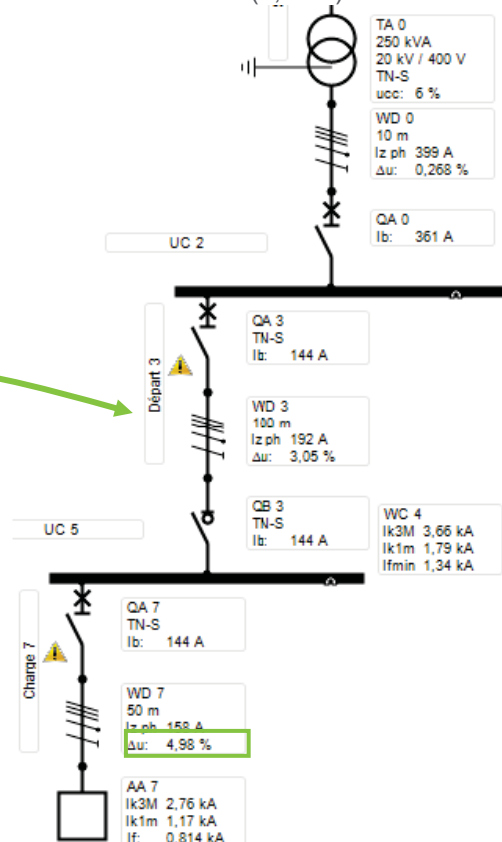 TA 0
250 kVA
20 kV / 400 V
TN-S
ucc: 6 %
WD 0
10 m
Iz ph 399 A
Δu: 0,268 %
QA 0
Ib: 361 A
UC 2
Départ 3
QA 3
TN-S
Ib: 144 A
WD 3
100 m
Iz ph 192 A
Δu: 3,05 %
QB 3
TN-S
Ib: 144 A
WC 4
Ik3M 3,66 kA
Ik1m 1,79 kA
Ifmin 1,34 kA
UC 5
Charge 7
QA 7
TN-S
Ib: 144 A
WD 7
50 m
Iz ph 158 A
Δu: 4,98 %
AA 7
Ik3M 2,76 kA
Ik1m 1,17 kA
If: 0,814 kA